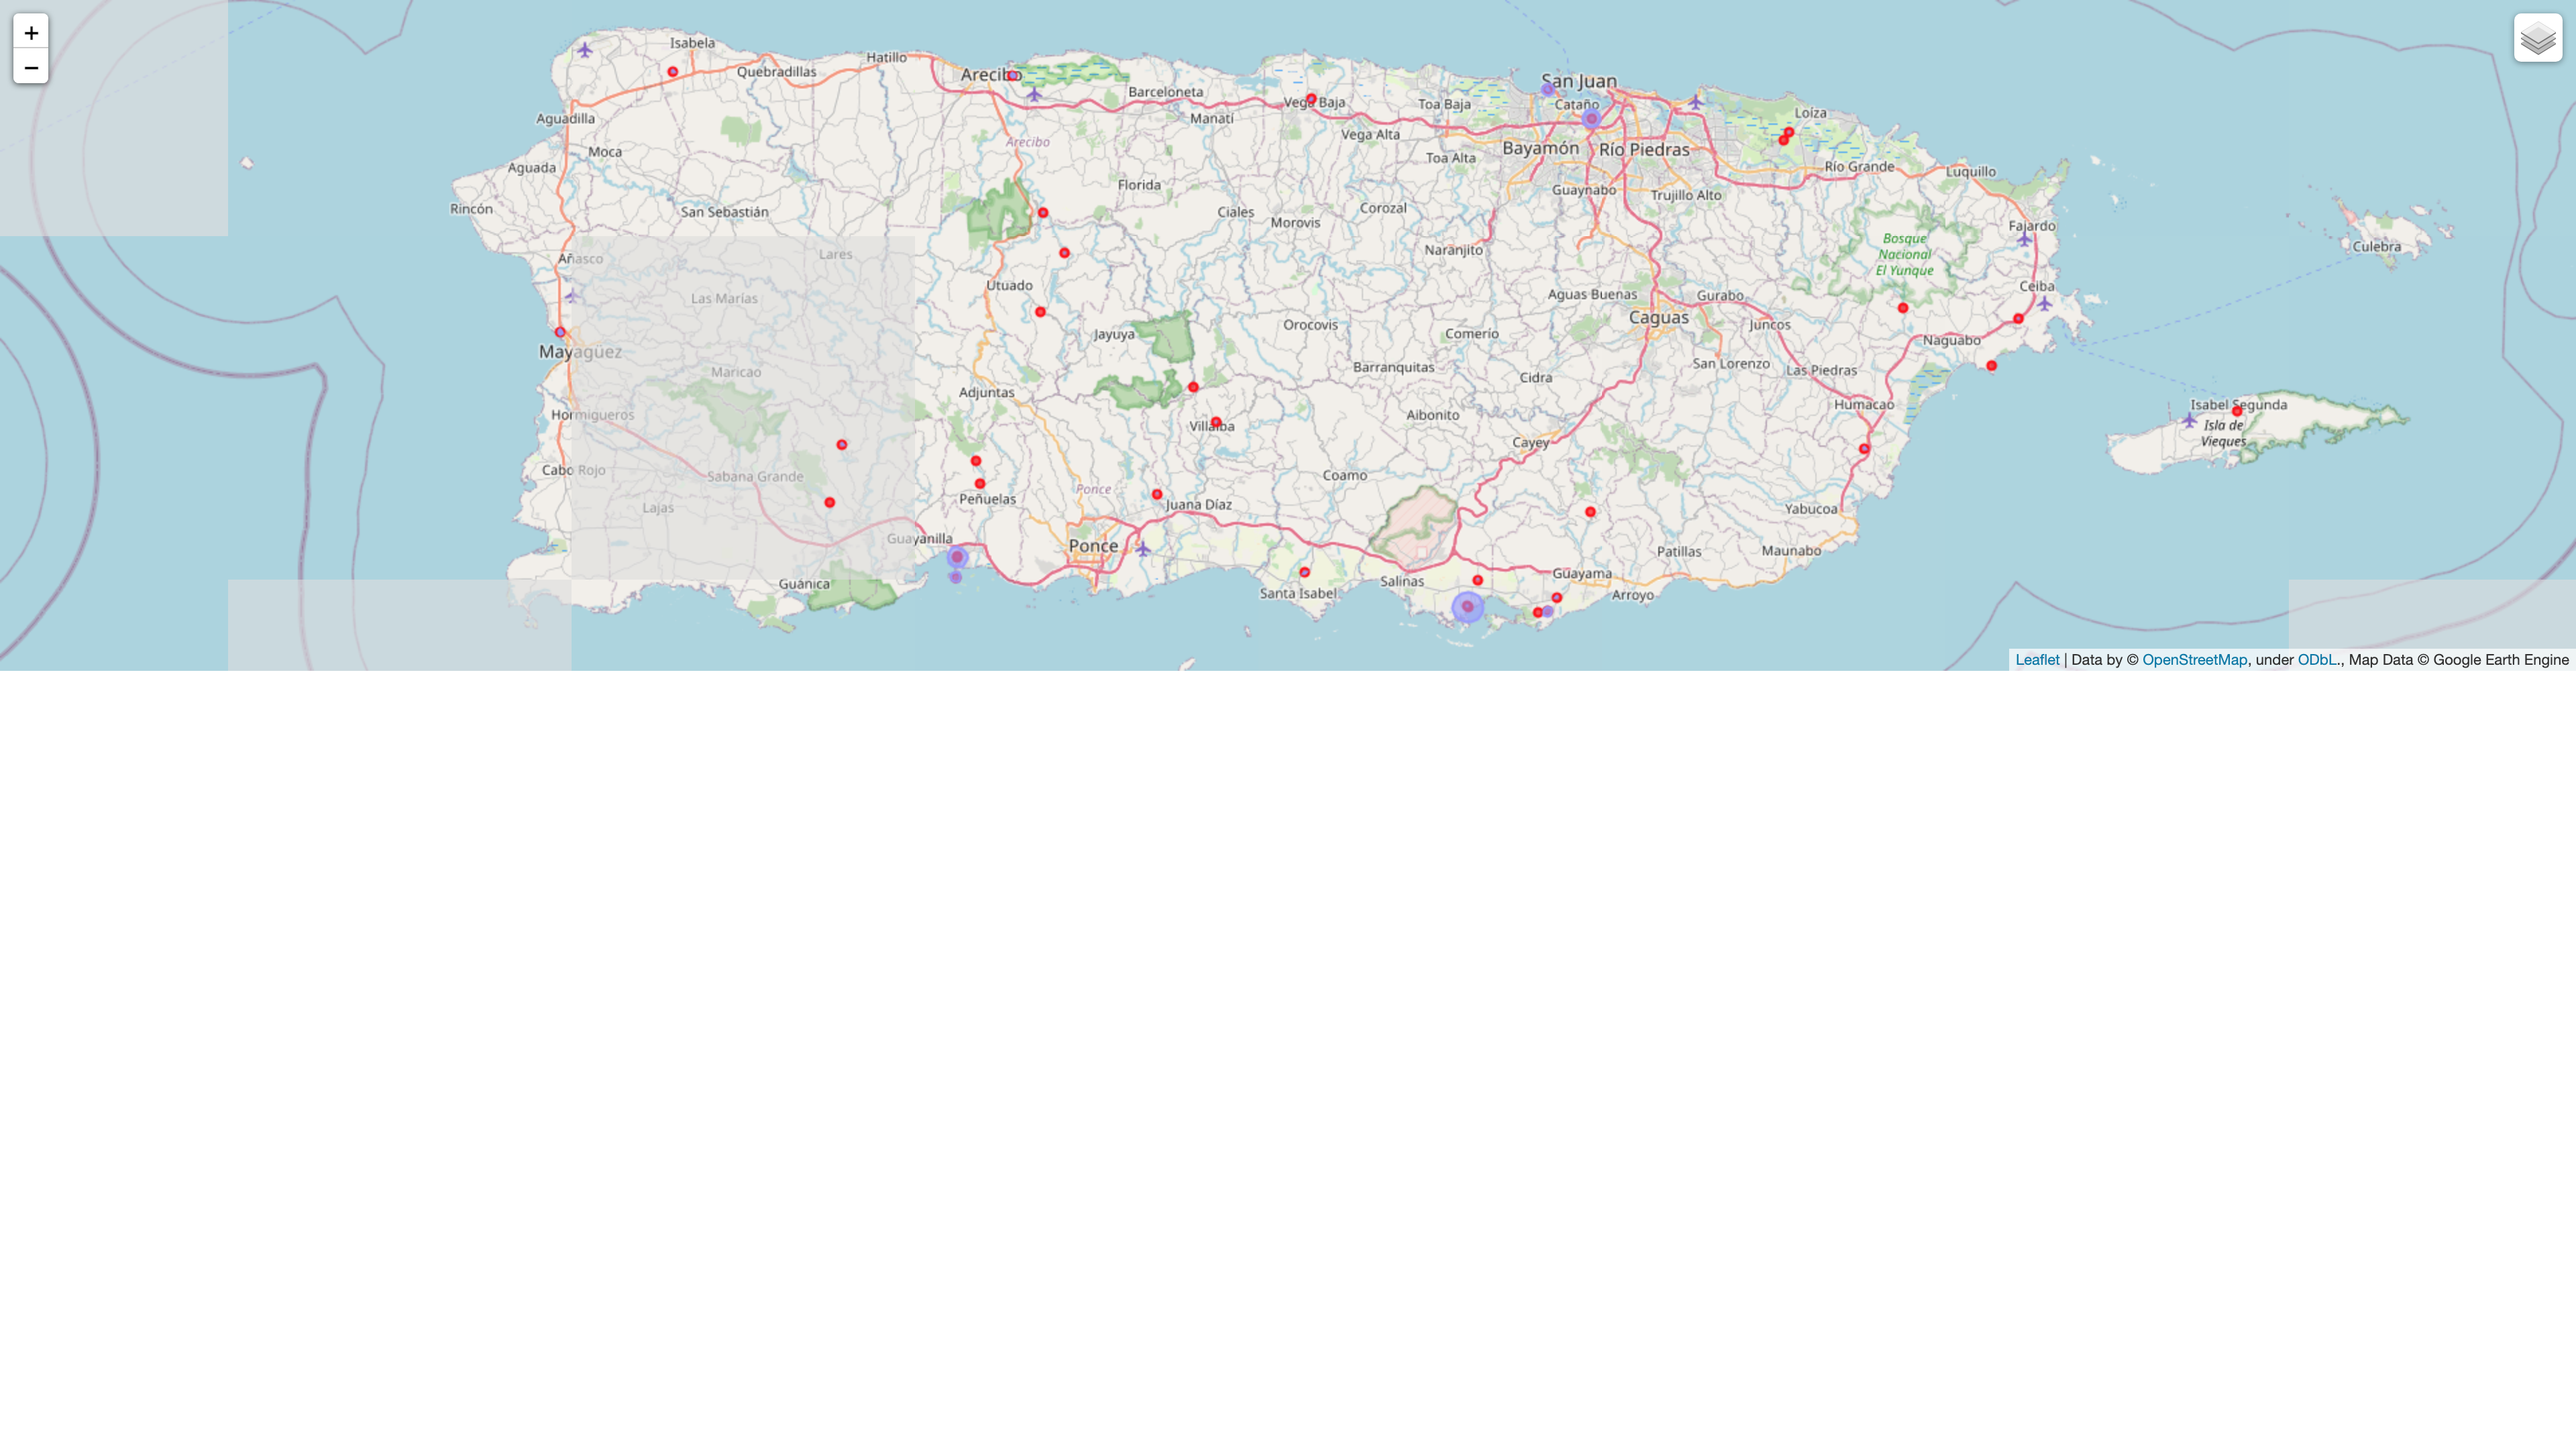 +
−
Isabela
Hatillo
Quebradillas
Arecibo
San Juan
Barceloneta
Vega Baja
Toa Baja
Cataño
Loíza
Aguadilla
Manatí
Vega Alta
Arecibo
Bayamón
Río Piedras
Moca
Toa Alta
Aguada
Río Grande
Luquillo
Florida
Guaynabo
Trujillo Alto
Rincón
San Sebastián
Ciales
Morovis
Corozal
Fajardo
Bosque
Nacional
El Yunque
Culebra
Naranjito
Lares
Añasco
Utuado
Ceiba
Las Marías
Aguas Buenas
Gurabo
Caguas
Juncos
Orocovis
Jayuya
Comerío
Naguabo
Mayagüez
San Lorenzo
Las Piedras
Barranquitas
Maricao
Cidra
Adjuntas
Humacao
Isabel Segunda
Hormigueros
Aibonito
Villalba
Isla de
Vieques
Cayey
Cabo Rojo
Sabana Grande
Coamo
Ponce
Peñuelas
Juana Díaz
Lajas
Yabucoa
Guayanilla
Ponce
Patillas
Maunabo
Guayama
Guánica
Salinas
Santa Isabel
Arroyo
Leaflet | Data by © OpenStreetMap, under ODbL., Map Data © Google Earth Engine